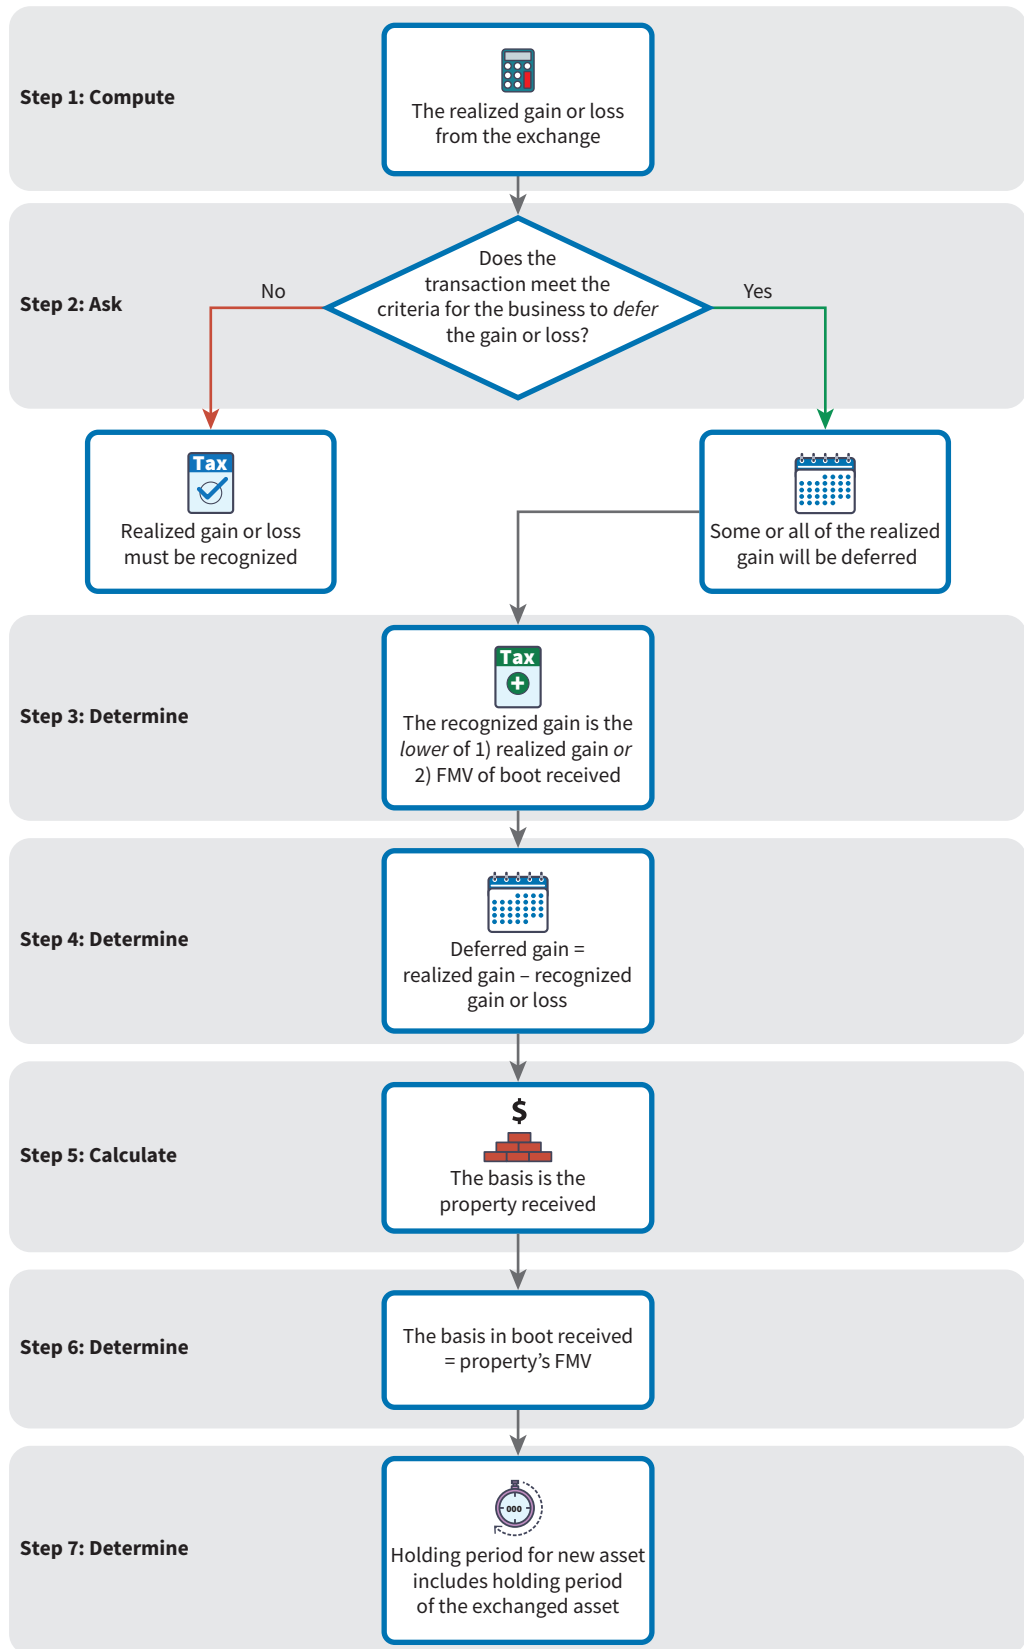 Step 1: Compute
The realized gain or loss
from the exchange
Step 2: Ask
Does the
transaction meet the
criteria for the business to defer
the gain or loss?
No
Yes
Tax
Realized gain or loss
must be recognized
Some or all of the realized
gain will be deferred
Step 3: Determine
Tax
The recognized gain is the
lower of 1) realized gain or
2) FMV of boot received
Step 4: Determine
Deferred gain =
realized gain – recognized
gain or loss
Step 5: Calculate
$
The basis is the
property received
Step 6: Determine
The basis in boot received
= property’s FMV
Step 7: Determine
000
Holding period for new asset
includes holding period
of the exchanged asset